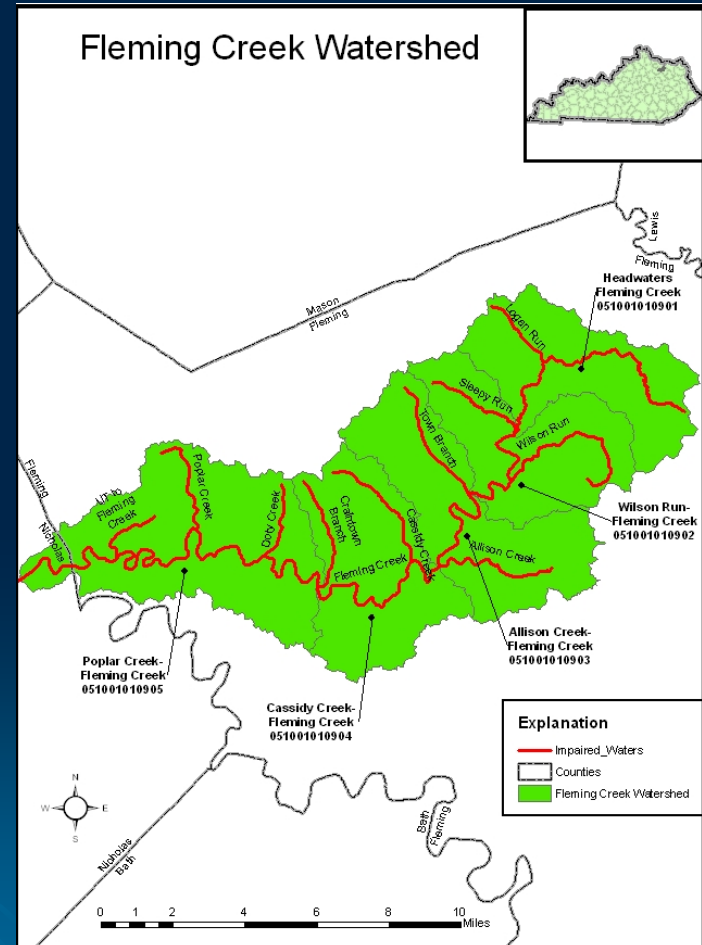 Fleming Creek Watershed
Lewis
Fleming
Headwaters
Fleming Creek
051001010901
Mason
Fleming
Logan Run
Sleepy Run
Town Branch
Wilson Run
Fleming
Nicholas
UT to
Fleming
Creek
Poplar Creek
Doty Creek
Craintown
Branch
Cassidy Creek
Fleming Creek
Allison Creek
Wilson Run-
Fleming Creek
051001010902
Allison Creek-
Fleming Creek
051001010903
Poplar Creek-
Fleming Creek
051001010905
Cassidy Creek-
Fleming Creek
051001010904
Explanation
Impaired_Waters
Counties
Fleming Creek Watershed
N
W E
S
Nicholas
Bath
Bath
Fleming
0 1 2 4 6 8 10
Miles